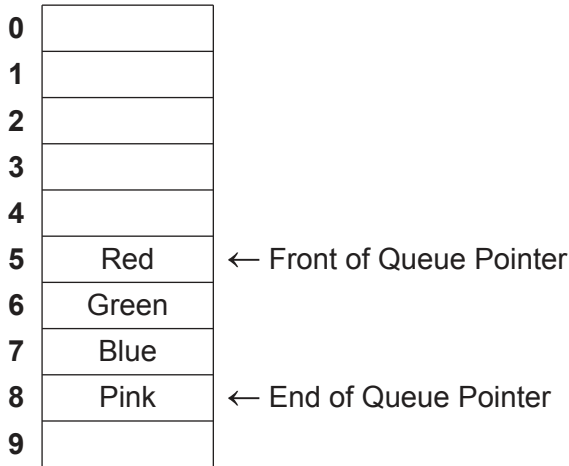 0
1
2
3
4
5 Red ← Front of Queue Pointer
6 Green
7 Blue
8 Pink ← End of Queue Pointer
9